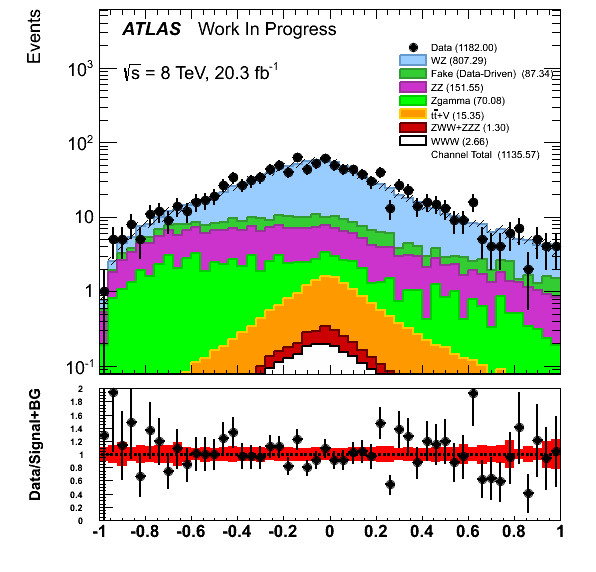 Events
ATLAS Work In Progress
√s = 8 TeV, 20.3 fb⁻¹
Data (1182.00)
WZ (807.29)
Fake (Data-Driven) (87.34)
ZZ (151.55)
Zgamma (70.08)
tt̄+V (15.35)
ZWW+ZZZ (1.30)
WWW (2.66)
Channel Total (1135.57)
10³
10²
10
1
10⁻¹
Data/Signal+BG
2
1.8
1.6
1.4
1.2
1
0.8
0.6
0.4
0.2
0
-1 -0.8 -0.6 -0.4 -0.2 0 0.2 0.4 0.6 0.8 1